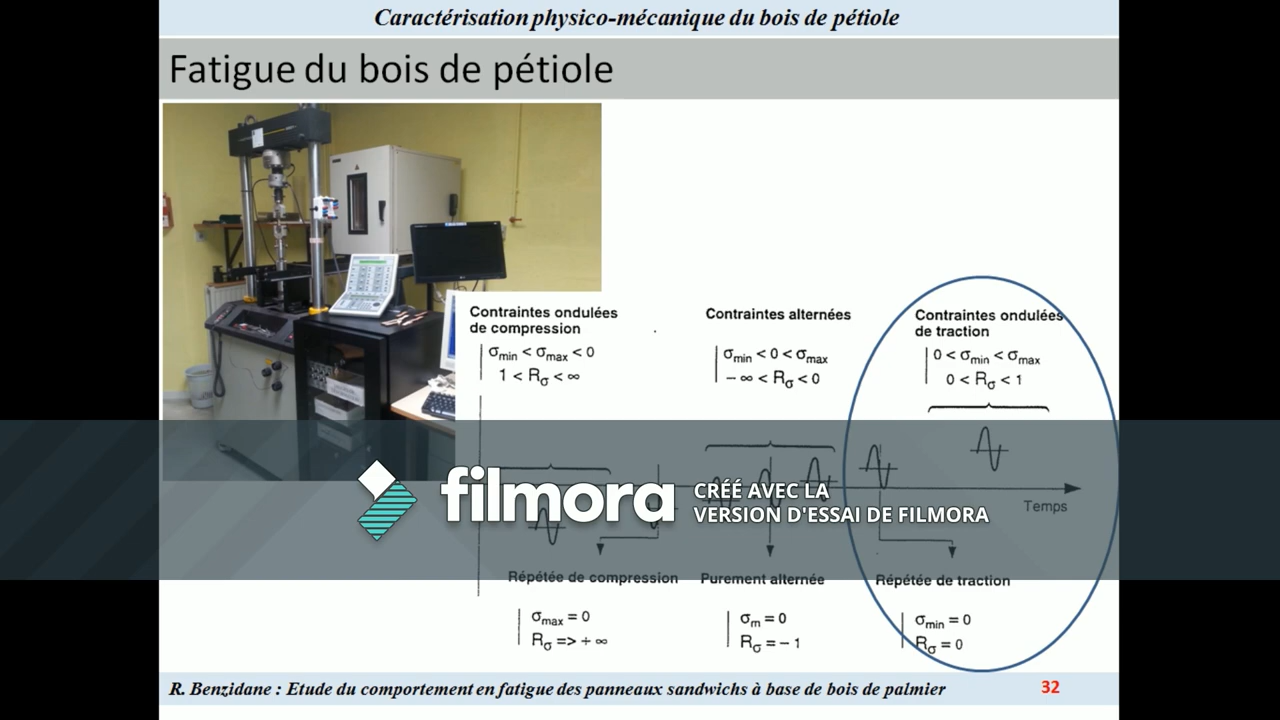 Caractérisation physico-mécanique du bois de pétiole
Fatigue du bois de pétiole
Contraintes ondulées
de compression
σmin < σmax < 0
1 < Rσ < ∞
Contraintes alternées
σmin < 0 < σmax
− ∞ < Rσ < 0
Contraintes ondulées
de traction
0 < σmin < σmax
0 < Rσ < 1
filmora
CRÉÉ AVEC LA
VERSION D'ESSAI DE FILMORA
Temps
Répétée de compression
σmax = 0
Rσ => + ∞
Purement alternée
σm = 0
Rσ = − 1
Répétée de traction
σmin = 0
Rσ = 0
R. Benzidane : Etude du comportement en fatigue des panneaux sandwichs à base de bois de palmier
32